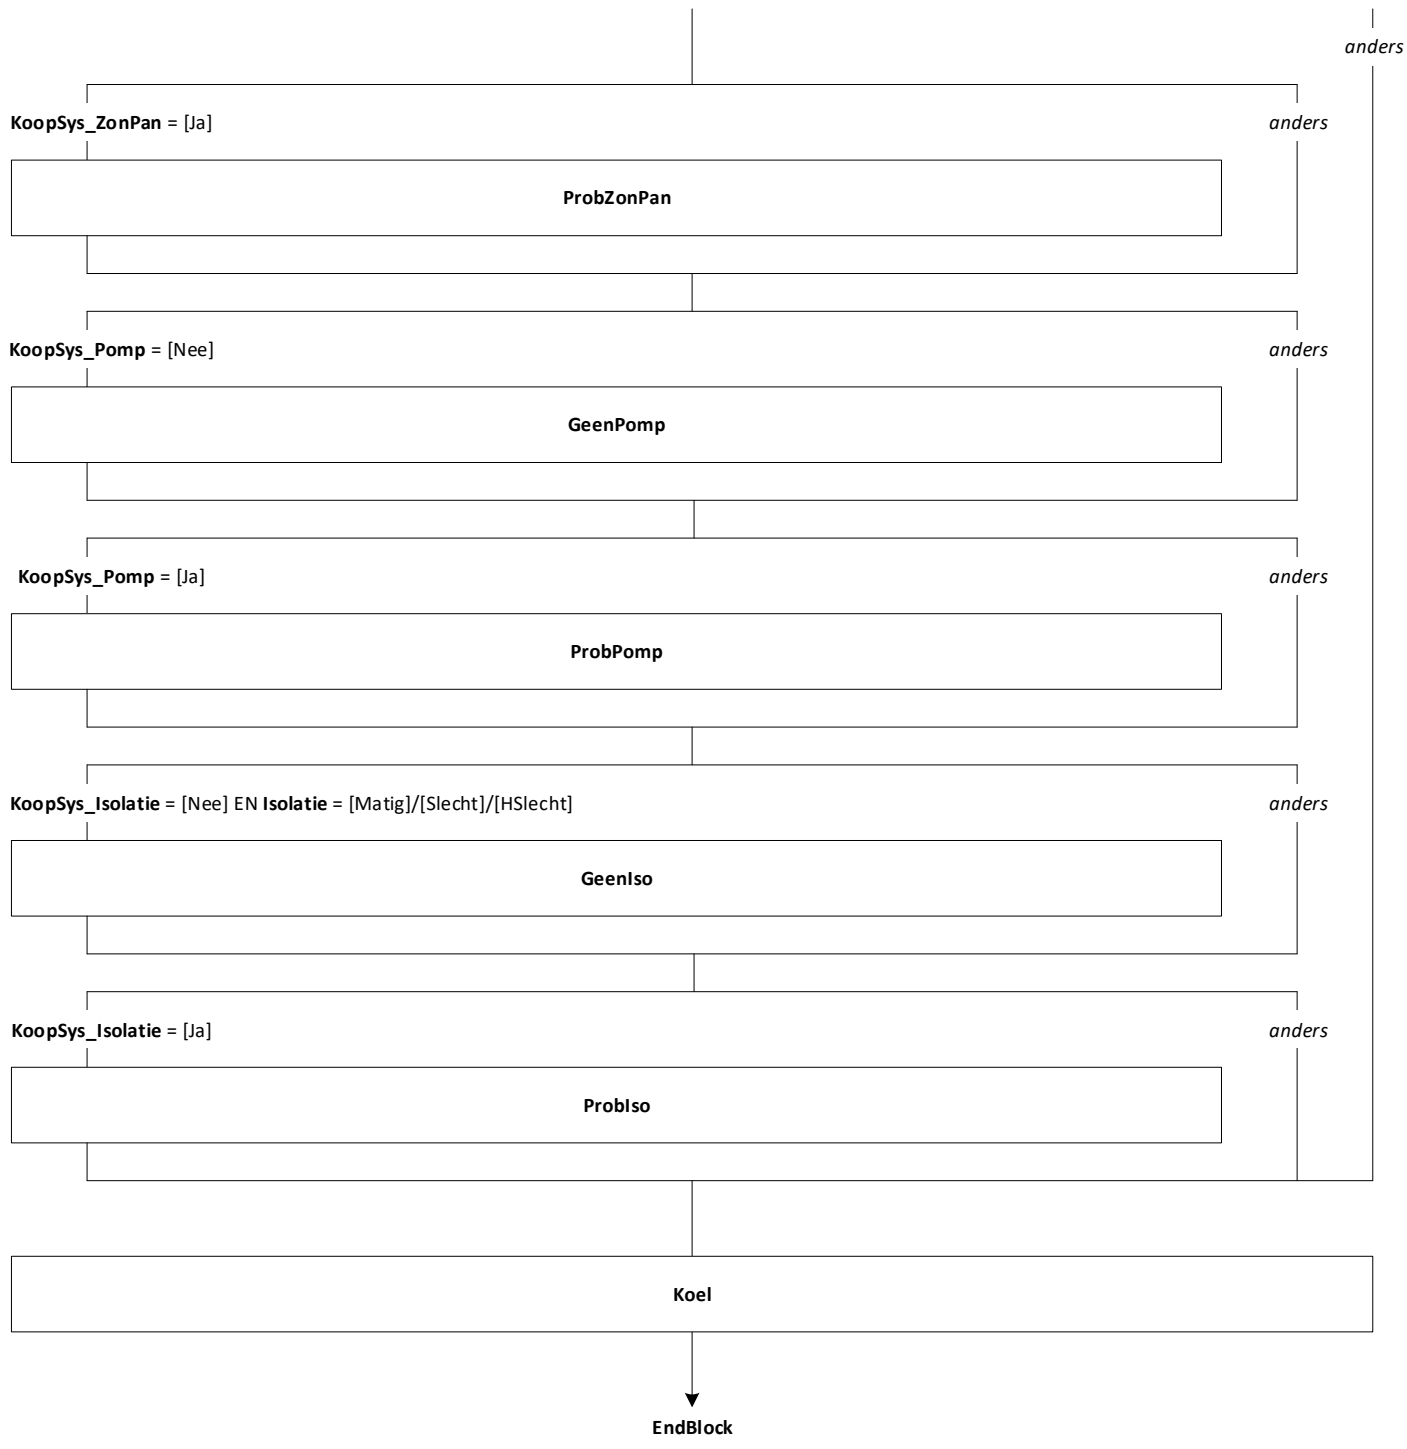 anders
KoopSys_ZonPan = [Ja]
anders
ProbZonPan
KoopSys_Pomp = [Nee]
anders
GeenPomp
KoopSys_Pomp = [Ja]
anders
ProbPomp
KoopSys_Isolatie = [Nee] EN Isolatie = [Matig]/[Slecht]/[HSlecht]
anders
GeenIso
KoopSys_Isolatie = [Ja]
anders
ProbIso
Koel
EndBlock